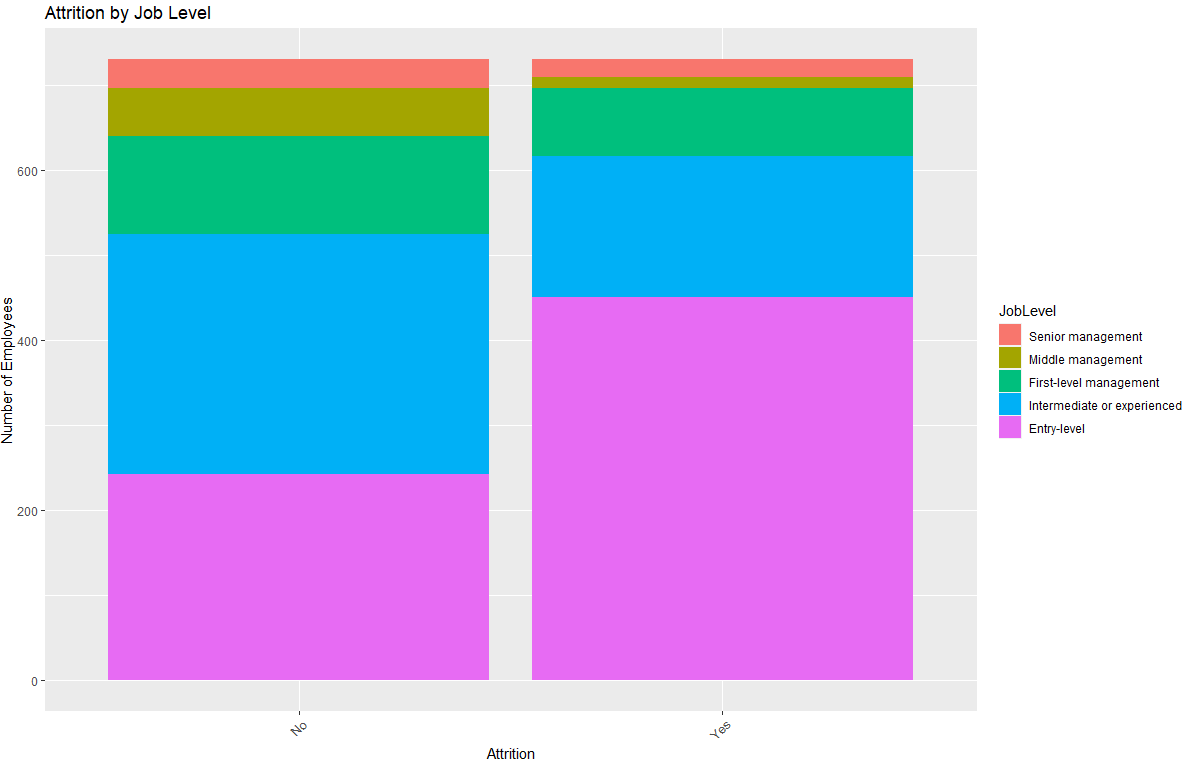 Attrition by Job Level
Number of Employees
600
400
200
0
No
Yes
Attrition
JobLevel
Senior management
Middle management
First-level management
Intermediate or experienced
Entry-level